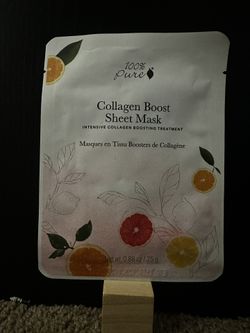 100%
pure
Collagen Boost
Sheet Mask
INTENSIVE COLLAGEN BOOSTING TREATMENT
Masques en Tissu Boosters de Collagène